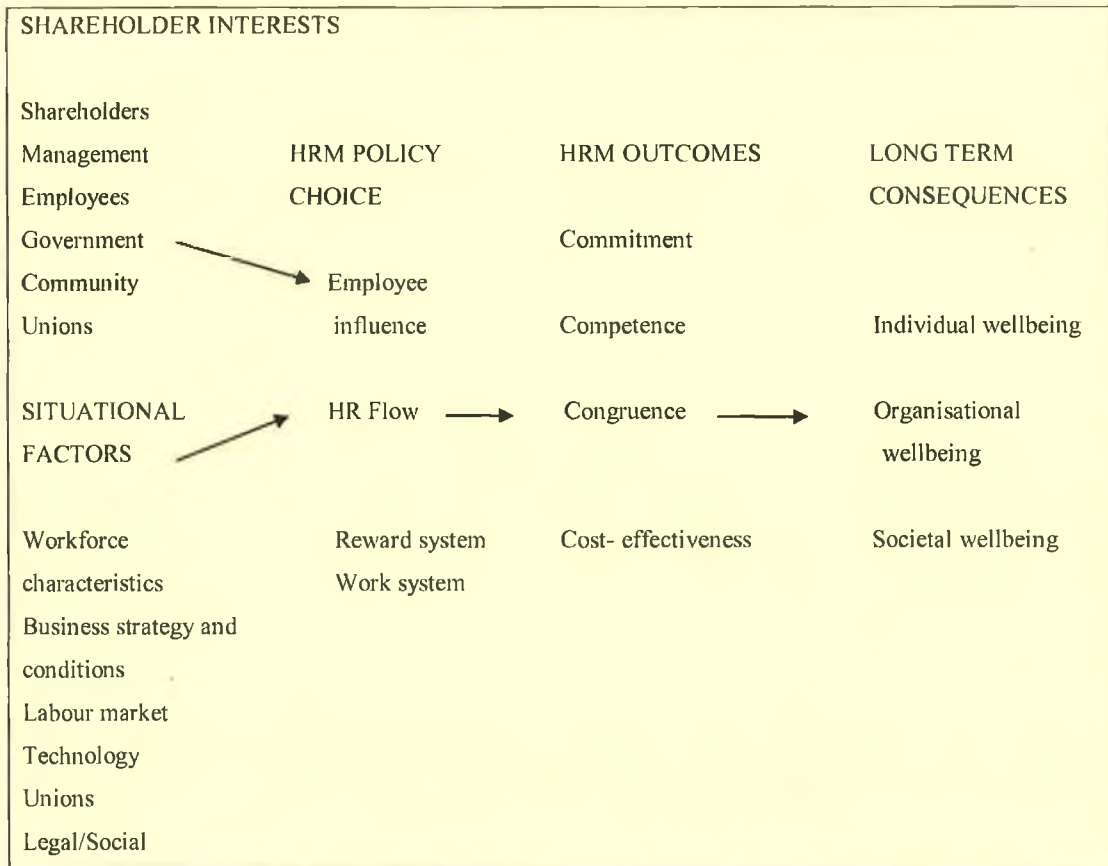 SHAREHOLDER INTERESTS
Shareholders
Management
Employees
Government
Community
Unions
SITUATIONAL
FACTORS
Workforce
characteristics
Business strategy and
conditions
Labour market
Technology
Unions
Legal/Social
HRM POLICY
CHOICE
Employee
influence
HR Flow
Reward system
Work system
HRM OUTCOMES
Commitment
Competence
Congruence
Cost- effectiveness
LONG TERM
CONSEQUENCES
Individual wellbeing
Organisational
wellbeing
Societal wellbeing